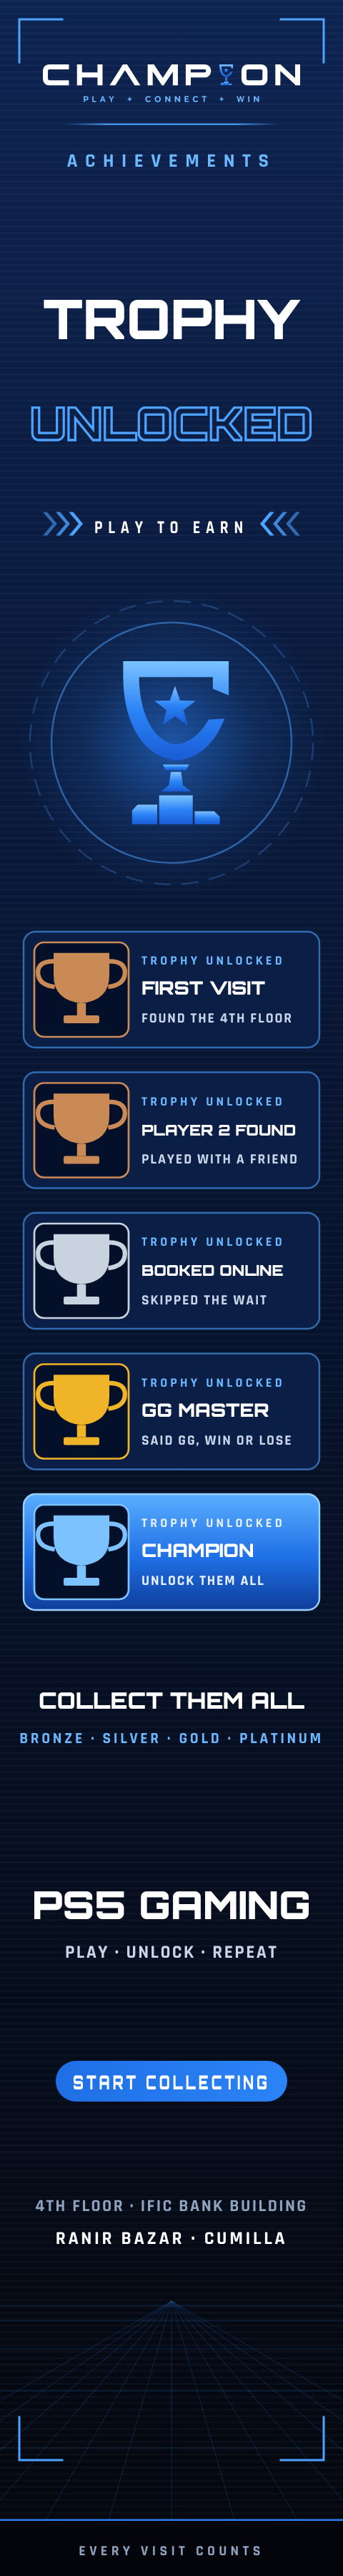 CHAMPION
PLAY + CONNECT + WIN
ACHIEVEMENTS
TROPHY
UNLOCKED
PLAY TO EARN
TROPHY UNLOCKED
FIRST VISIT
FOUND THE 4TH FLOOR
TROPHY UNLOCKED
PLAYER 2 FOUND
PLAYED WITH A FRIEND
TROPHY UNLOCKED
BOOKED ONLINE
SKIPPED THE WAIT
TROPHY UNLOCKED
GG MASTER
SAID GG, WIN OR LOSE
TROPHY UNLOCKED
CHAMPION
UNLOCK THEM ALL
COLLECT THEM ALL
BRONZE · SILVER · GOLD · PLATINUM
PS5 GAMING
PLAY · UNLOCK · REPEAT
START COLLECTING
4TH FLOOR · IFIC BANK BUILDING
RANIR BAZAR · CUMILLA
EVERY VISIT COUNTS